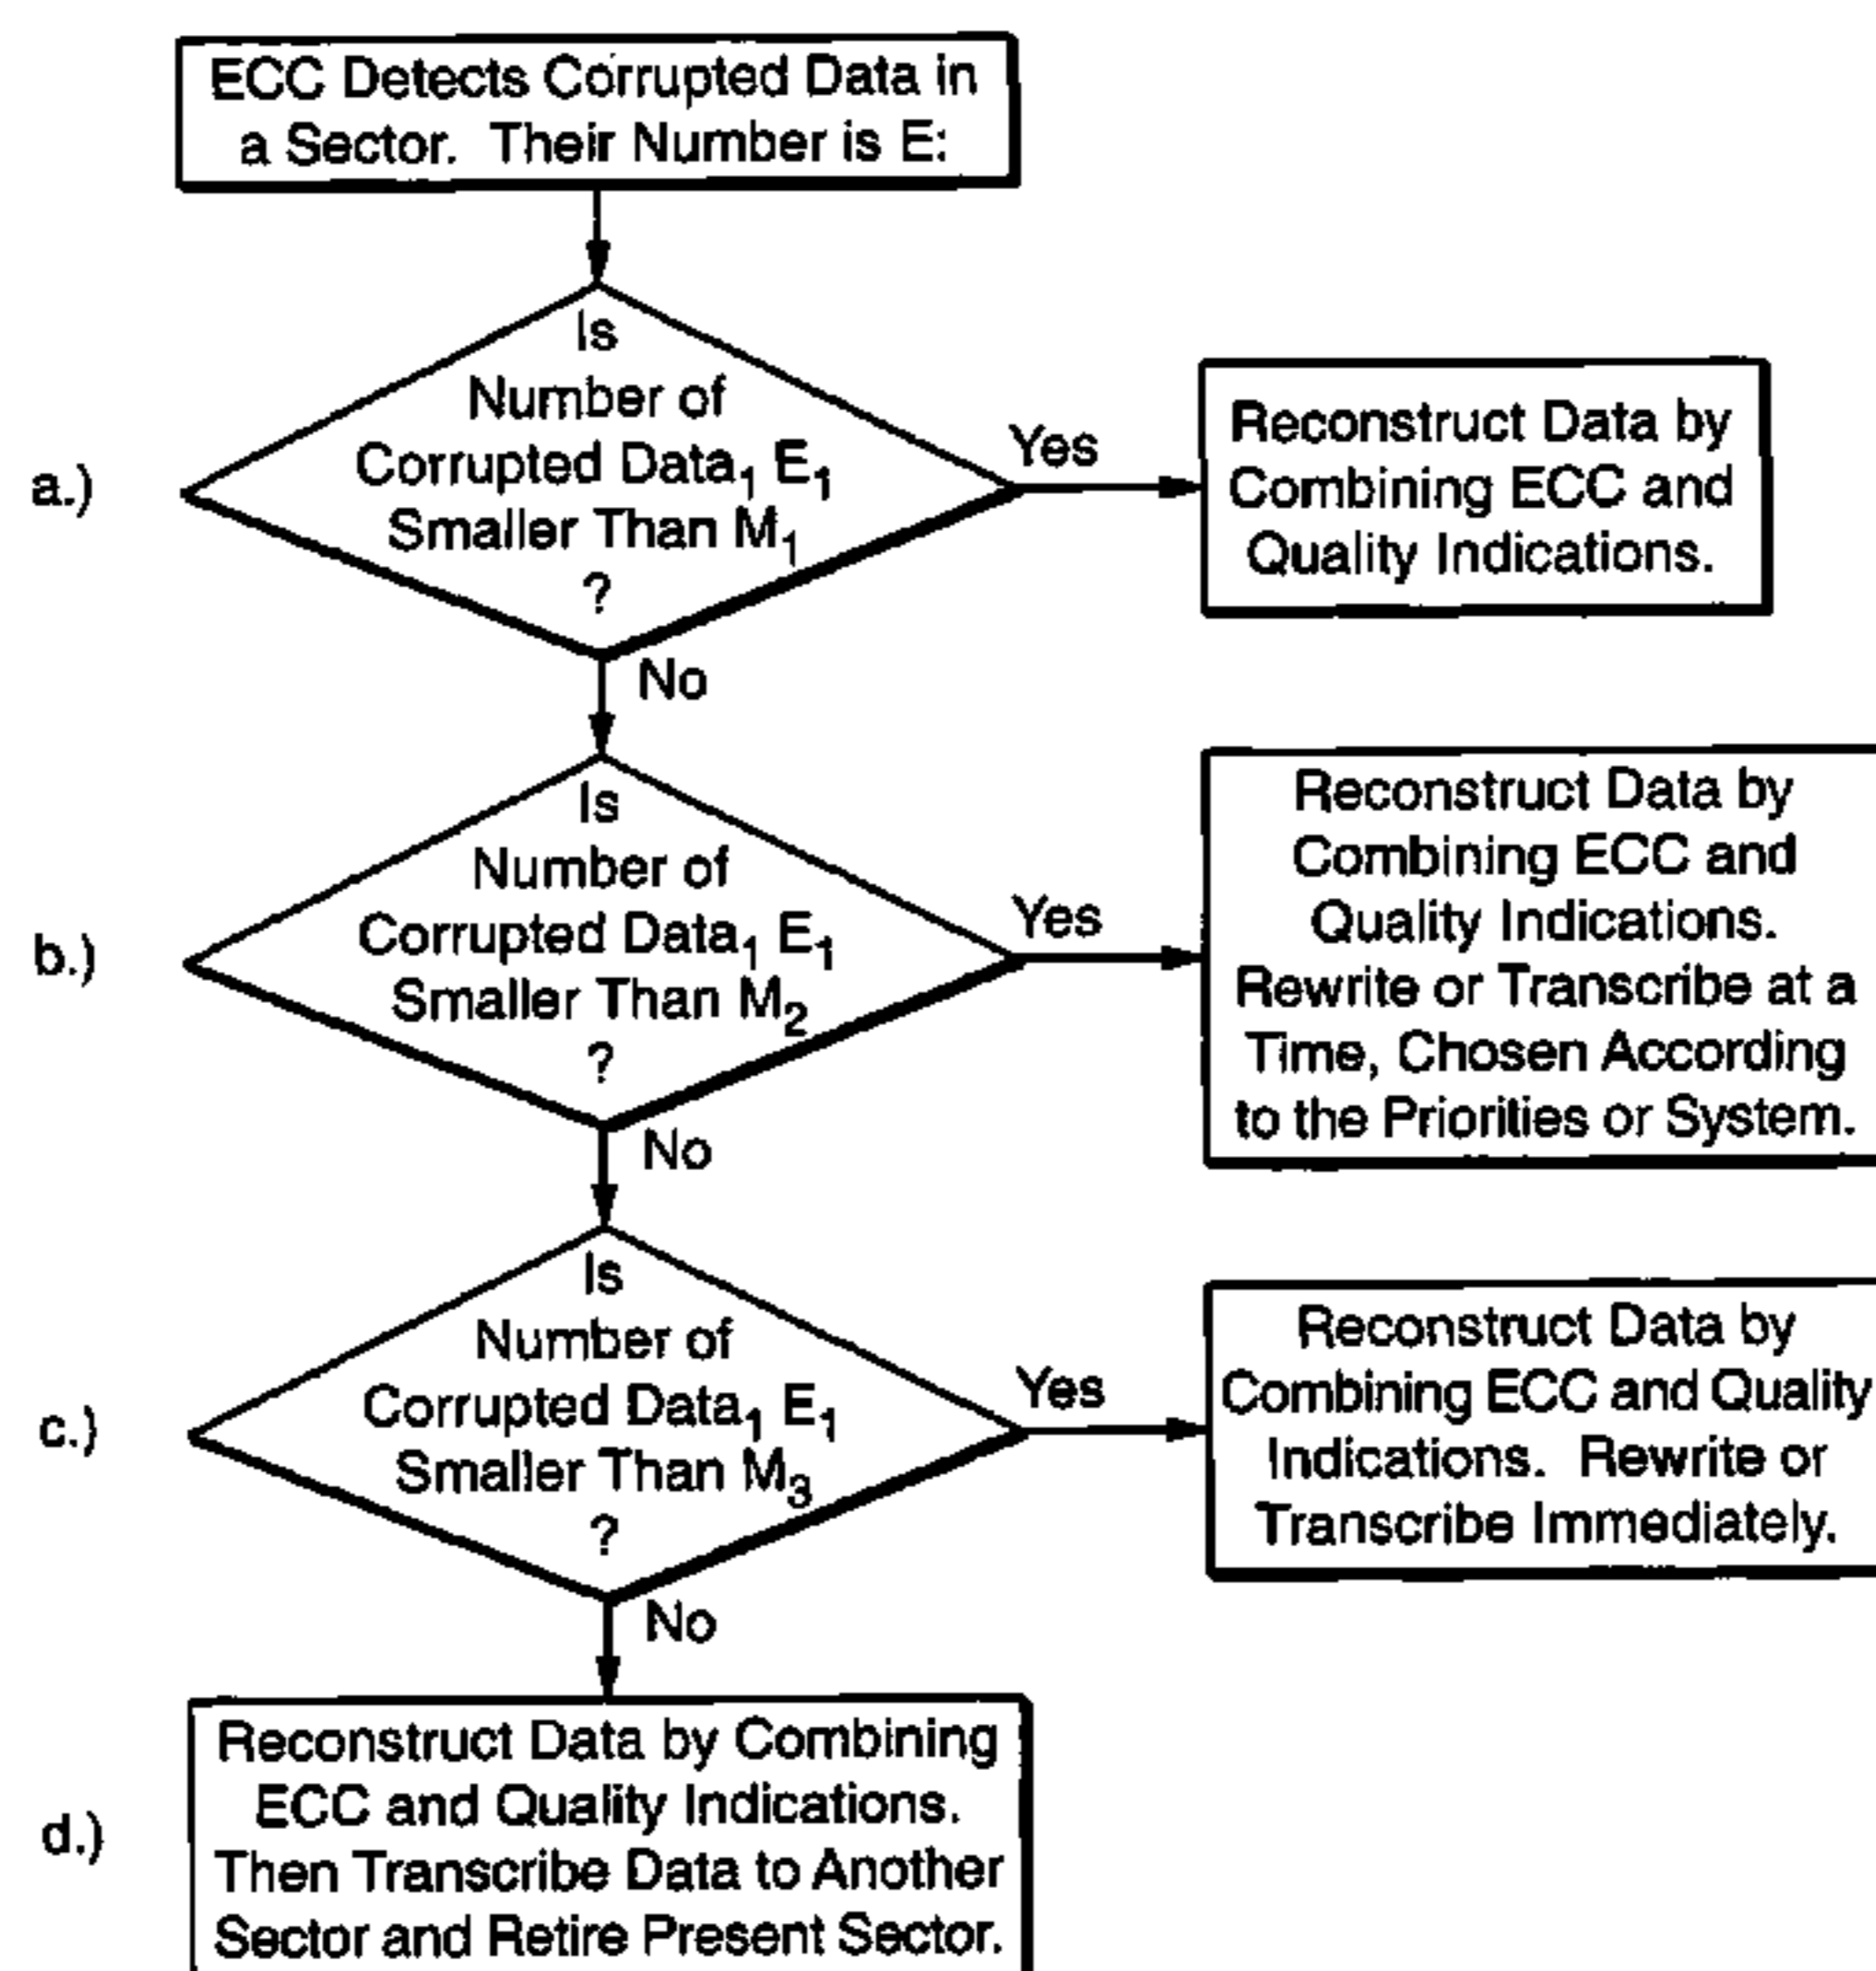 ECC Detects Corrupted Data in
a Sector. Their Number is E:
a.)
Is
Number of
Corrupted Data₁ E₁
Smaller Than M₁
?
Yes
Reconstruct Data by
Combining ECC and
Quality Indications.
No
b.)
Is
Number of
Corrupted Data₁ E₁
Smaller Than M₂
?
Yes
Reconstruct Data by
Combining ECC and
Quality Indications.
Rewrite or Transcribe at a
Time, Chosen According
to the Priorities or System.
No
c.)
Is
Number of
Corrupted Data₁ E₁
Smaller Than M₃
?
Yes
Reconstruct Data by
Combining ECC and Quality
Indications. Rewrite or
Transcribe Immediately.
No
d.)
Reconstruct Data by Combining
ECC and Quality Indications.
Then Transcribe Data to Another
Sector and Retire Present Sector.